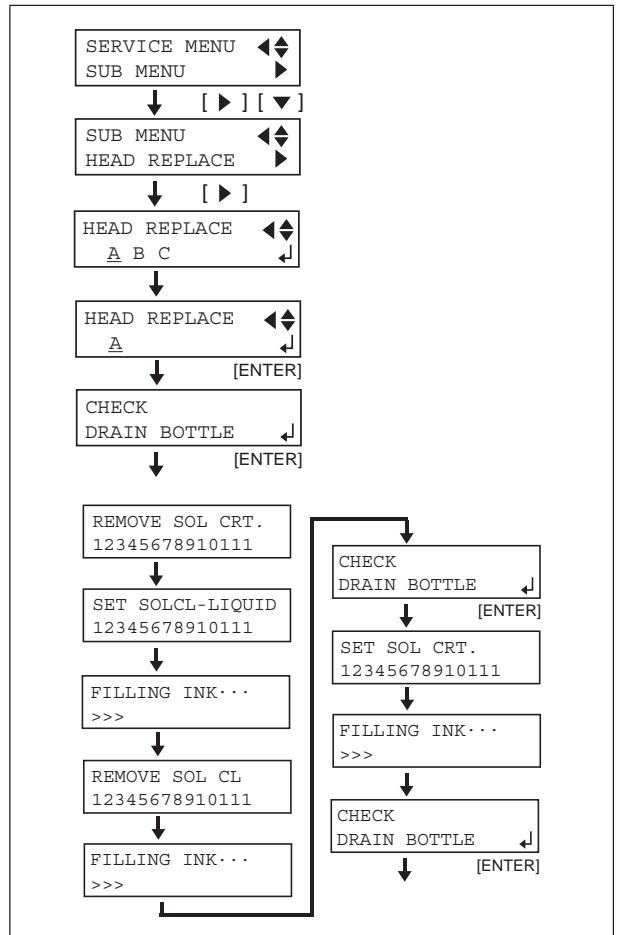 SERVICE MENU ◀▲▼
SUB MENU ▶
[ ▶ ] [ ▼ ]
SUB MENU ◀▲▼
HEAD REPLACE ▶
[ ▶ ]
HEAD REPLACE ◀▲▼
A B C ↵
HEAD REPLACE ◀▲▼
A ↵
[ENTER]
CHECK
DRAIN BOTTLE ↵
[ENTER]
REMOVE SOL CRT.
12345678910111
SET SOLCL-LIQUID
12345678910111
FILLING INK···
>>>
REMOVE SOL CL
12345678910111
FILLING INK···
>>>
CHECK
DRAIN BOTTLE ↵
[ENTER]
SET SOL CRT.
12345678910111
FILLING INK···
>>>
CHECK
DRAIN BOTTLE ↵
[ENTER]